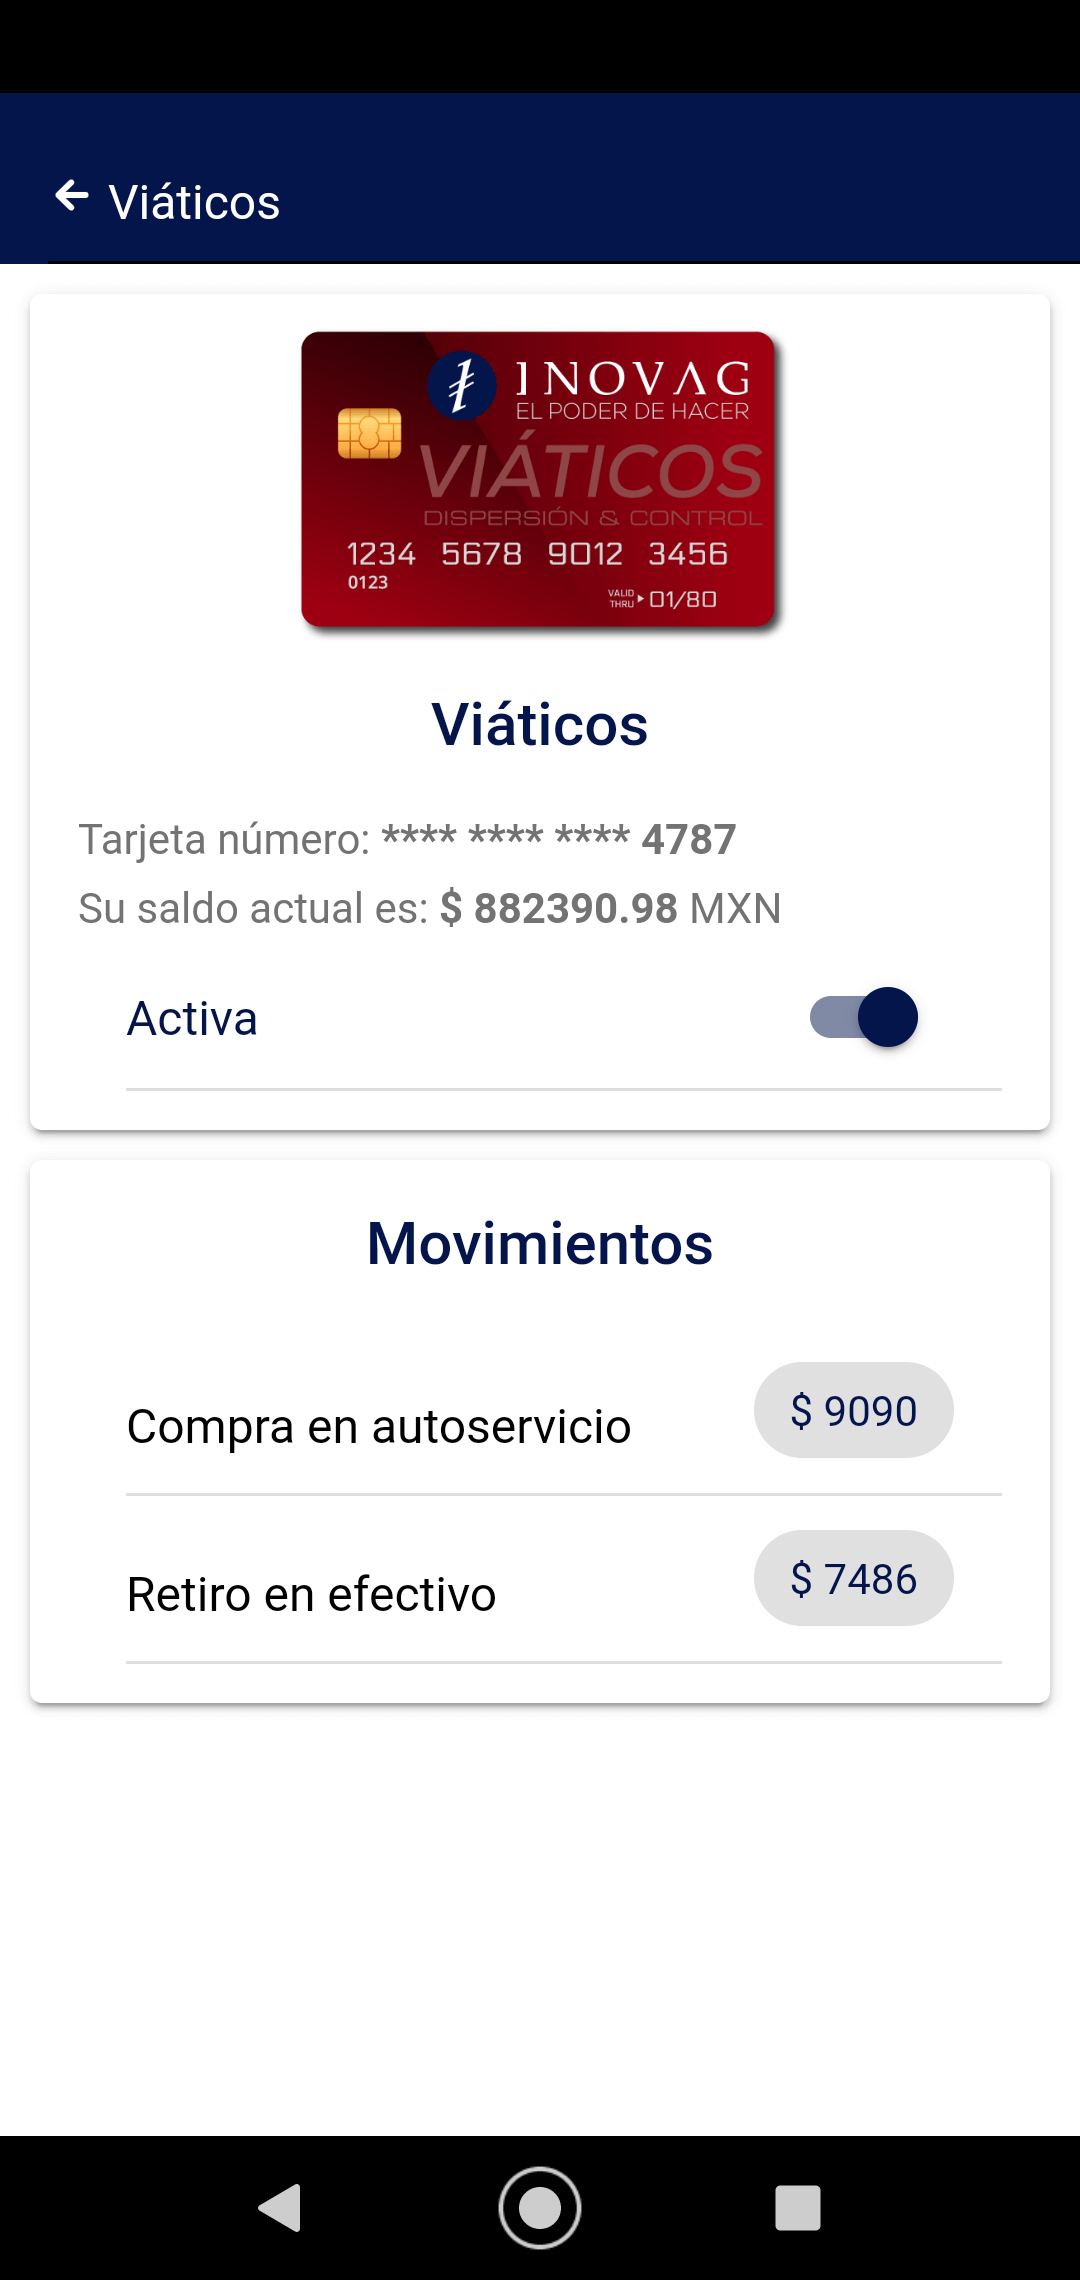 Viáticos
INOVAG
EL PODER DE HACER
VIÁTICOS
DISPERSIÓN & CONTROL
1234 5678 9012 3456
0123
VALID THRU 01/80
Viáticos
Tarjeta número: **** **** **** 4787
Su saldo actual es: $ 882390.98 MXN
Activa
Movimientos
Compra en autoservicio $ 9090
Retiro en efectivo $ 7486